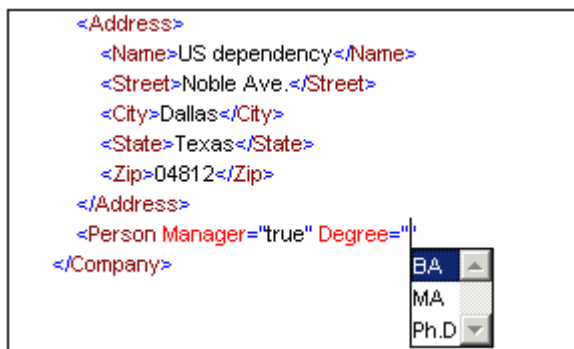 <Address>
<Name>US dependency</Name>
<Street>Noble Ave.</Street>
<City>Dallas</City>
<State>Texas</State>
<Zip>04812</Zip>
</Address>
<Person Manager="true" Degree=""
</Company>
BA
MA
Ph.D